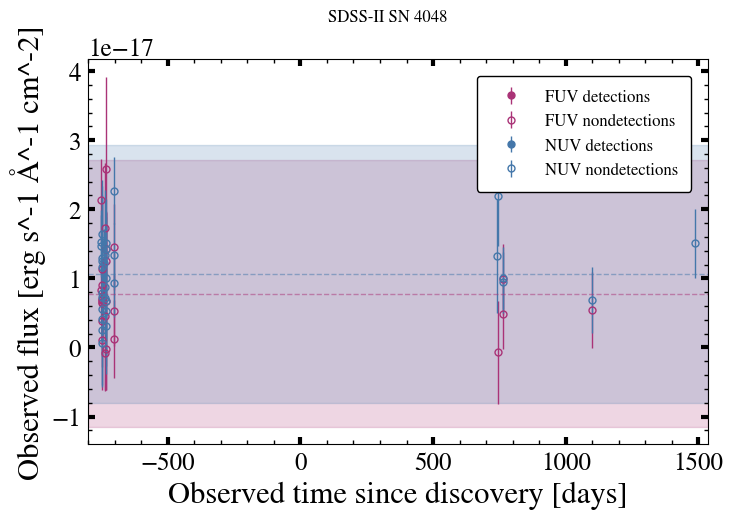 SDSS-II SN 4048
1e−17
4
3
2
1
0
−1
Observed flux [erg s^-1 Å^-1 cm^-2]
FUV detections
FUV nondetections
NUV detections
NUV nondetections
−500
0
500
1000
1500
Observed time since discovery [days]